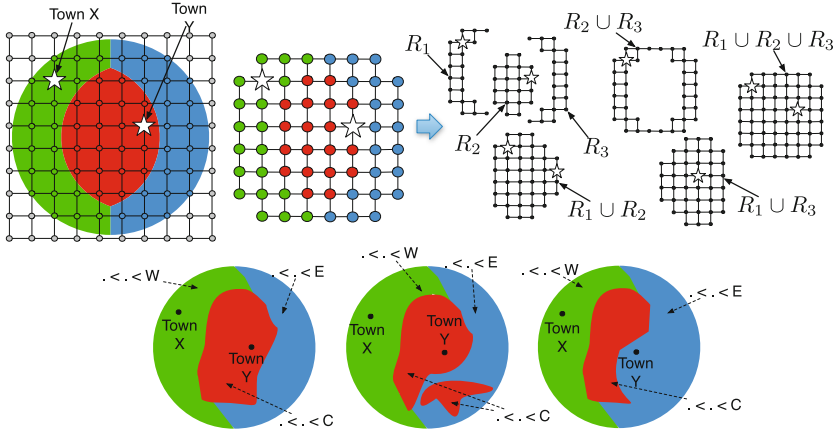 Town X
Town
Y
R₁
R₂
R₃
R₂ ∪ R₃
R₁ ∪ R₂
R₁ ∪ R₂ ∪ R₃
R₁ ∪ R₃
.<.<W
.<.<E
Town
X
Town
Y
.<.<C
.<.<W
.<.<E
Town
X
Town
Y
.<.<C
.<.<W
.<.<E
Town
X
Town
Y
.<.<C